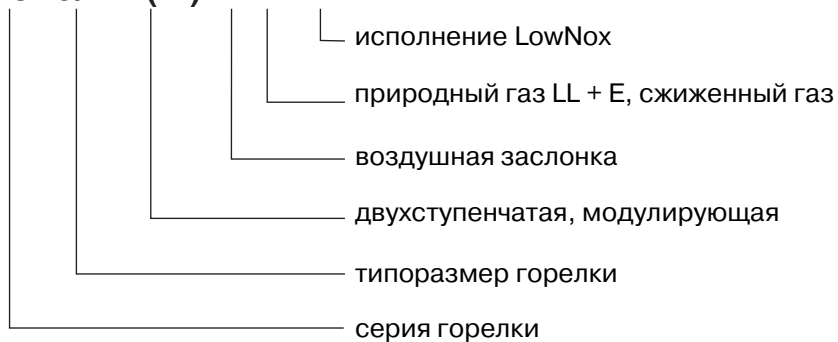 исполнение LowNox
природный газ LL + E, сжиженный газ
воздушная заслонка
двухступенчатая, модулирующая
типоразмер горелки
серия горелки